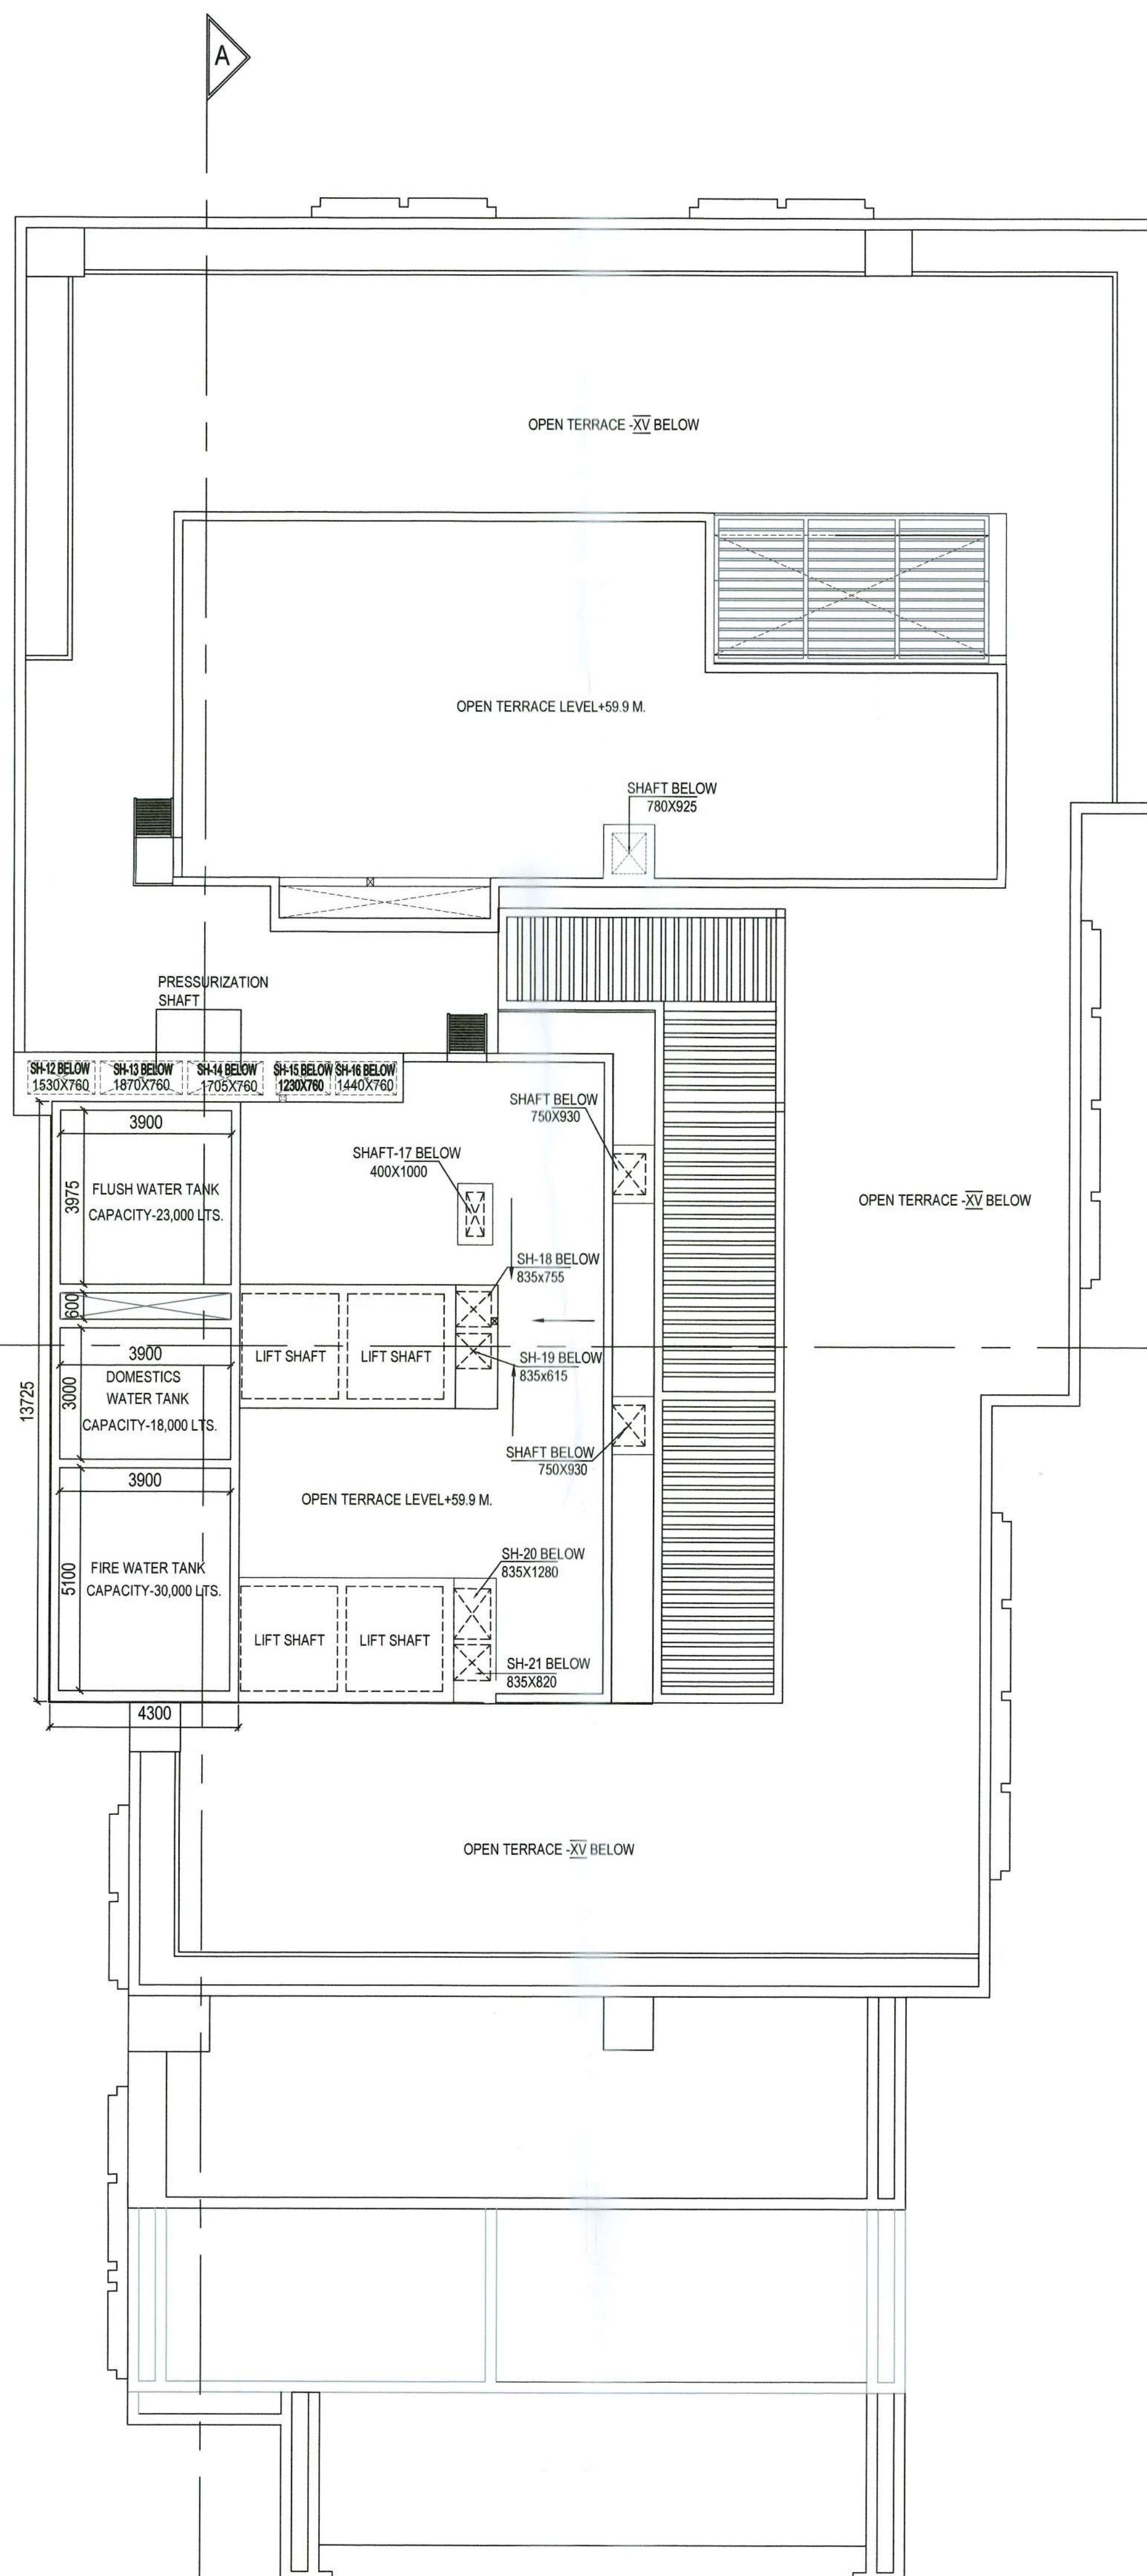 A
OPEN TERRACE -XV BELOW
OPEN TERRACE LEVEL+59.9 M.
SHAFT BELOW
780X925
PRESSURIZATION
SHAFT
SH-12 BELOW
1530X760
SH-13 BELOW
1870X760
SH-14 BELOW
1705X760
SH-15 BELOW
1230X760
SH-16 BELOW
1440X760
SHAFT BELOW
750X930
3900
SHAFT-17 BELOW
400X1000
3975
FLUSH WATER TANK
CAPACITY-23,000 LTS.
OPEN TERRACE -XV BELOW
SH-18 BELOW
835x755
600
LIFT SHAFT
LIFT SHAFT
SH-19 BELOW
835x615
3900
DOMESTICS
WATER TANK
CAPACITY-18,000 LTS.
3000
13725
SHAFT BELOW
750X930
3900
OPEN TERRACE LEVEL+59.9 M.
SH-20 BELOW
835X1280
FIRE WATER TANK
CAPACITY-30,000 LTS.
5100
LIFT SHAFT
LIFT SHAFT
SH-21 BELOW
835X820
4300
OPEN TERRACE -XV BELOW